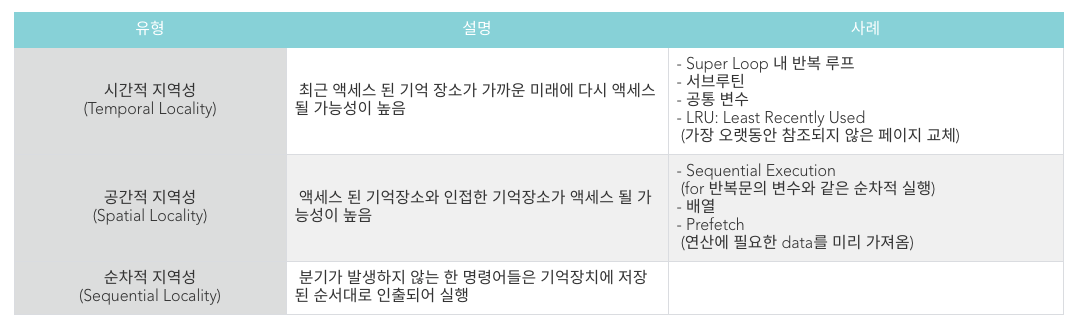 유형 설명 사례
시간적 지역성
(Temporal Locality)
최근 액세스 된 기억 장소가 가까운 미래에 다시 액세스
될 가능성이 높음
- Super Loop 내 반복 루프
- 서브루틴
- 공통 변수
- LRU: Least Recently Used
(가장 오랫동안 참조되지 않은 페이지 교체)
공간적 지역성
(Spatial Locality)
액세스 된 기억장소와 인접한 기억장소가 액세스 될 가
능성이 높음
- Sequential Execution
(for 반복문의 변수와 같은 순차적 실행)
- 배열
- Prefetch
(연산에 필요한 data를 미리 가져옴)
순차적 지역성
(Sequential Locality)
분기가 발생하지 않는 한 명령어들은 기억장치에 저장
된 순서대로 인출되어 실행